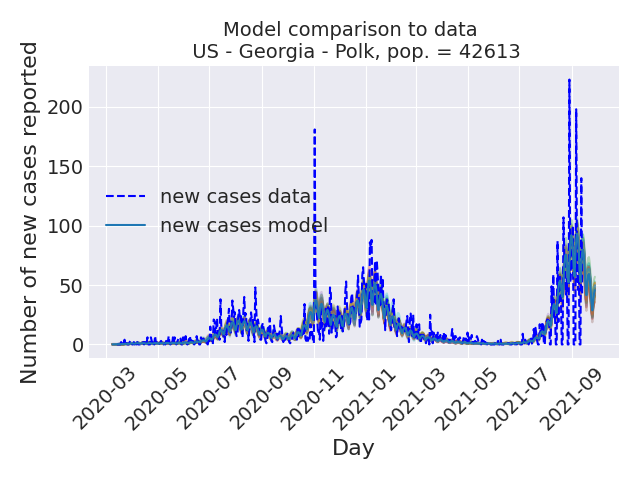 Model comparison to data
US - Georgia - Polk, pop. = 42613
Number of new cases reported
200
150
100
50
0
new cases data
new cases model
2020-03
2020-05
2020-07
2020-09
2020-11
2021-01
2021-03
2021-05
2021-07
2021-09
Day